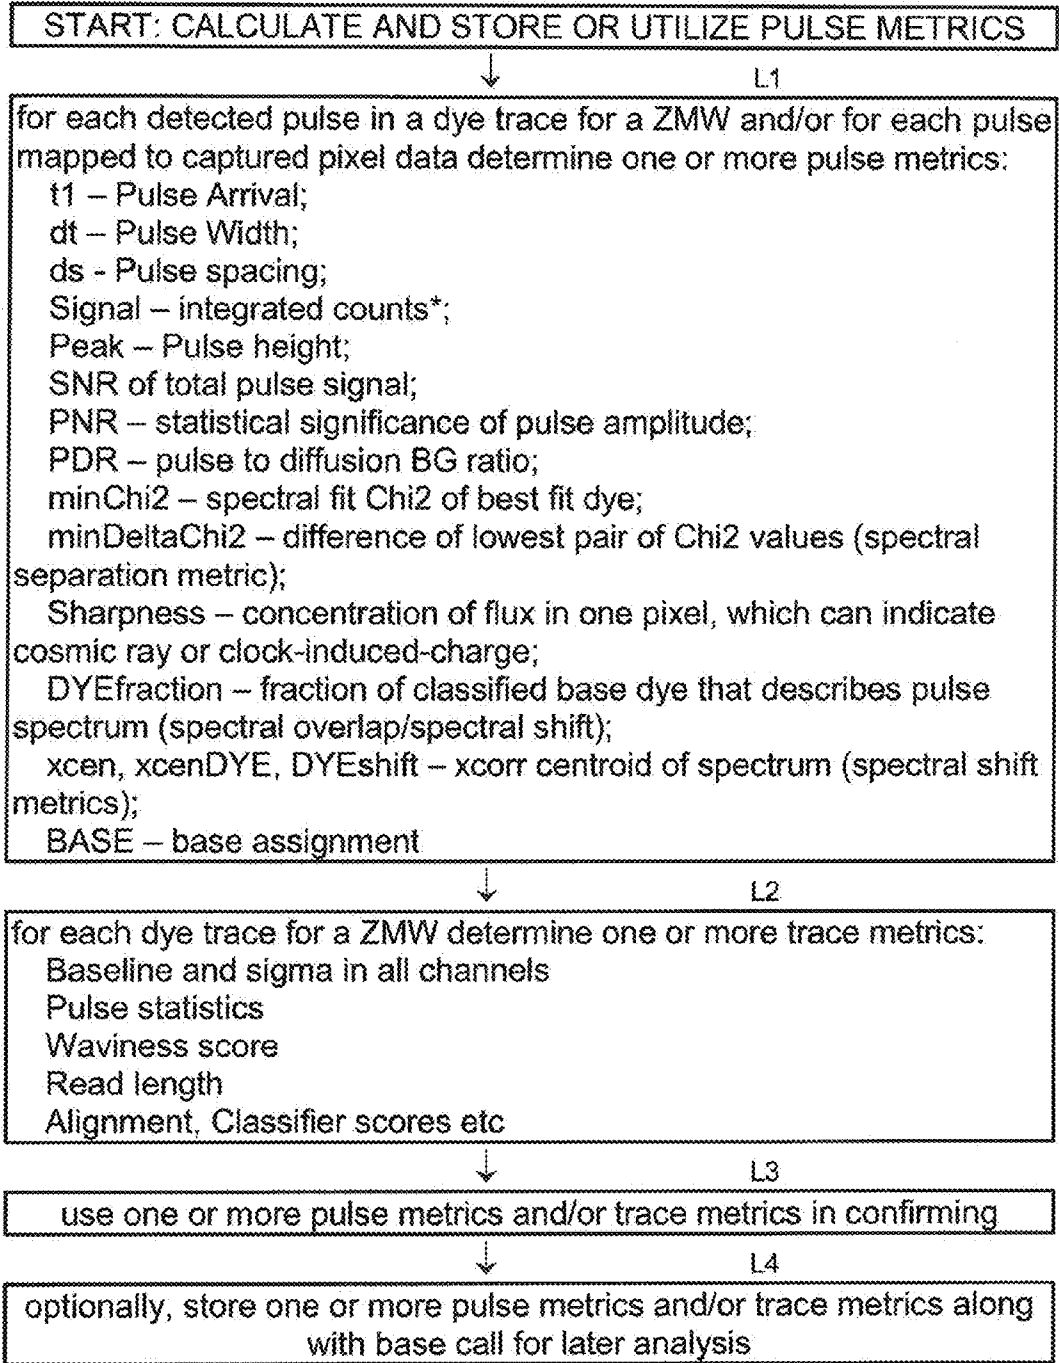 START: CALCULATE AND STORE OR UTILIZE PULSE METRICS
↓ L1
for each detected pulse in a dye trace for a ZMW and/or for each pulse
mapped to captured pixel data determine one or more pulse metrics:
t1 – Pulse Arrival;
dt – Pulse Width;
ds - Pulse spacing;
Signal – integrated counts*;
Peak – Pulse height;
SNR of total pulse signal;
PNR – statistical significance of pulse amplitude;
PDR – pulse to diffusion BG ratio;
minChi2 – spectral fit Chi2 of best fit dye;
minDeltaChi2 – difference of lowest pair of Chi2 values (spectral
separation metric);
Sharpness – concentration of flux in one pixel, which can indicate
cosmic ray or clock-induced-charge;
DYEfraction – fraction of classified base dye that describes pulse
spectrum (spectral overlap/spectral shift);
xcen, xcenDYE, DYEshift – xcorr centroid of spectrum (spectral shift
metrics);
BASE – base assignment
↓ L2
for each dye trace for a ZMW determine one or more trace metrics:
Baseline and sigma in all channels
Pulse statistics
Waviness score
Read length
Alignment, Classifier scores etc
↓ L3
use one or more pulse metrics and/or trace metrics in confirming
↓ L4
optionally, store one or more pulse metrics and/or trace metrics along
with base call for later analysis